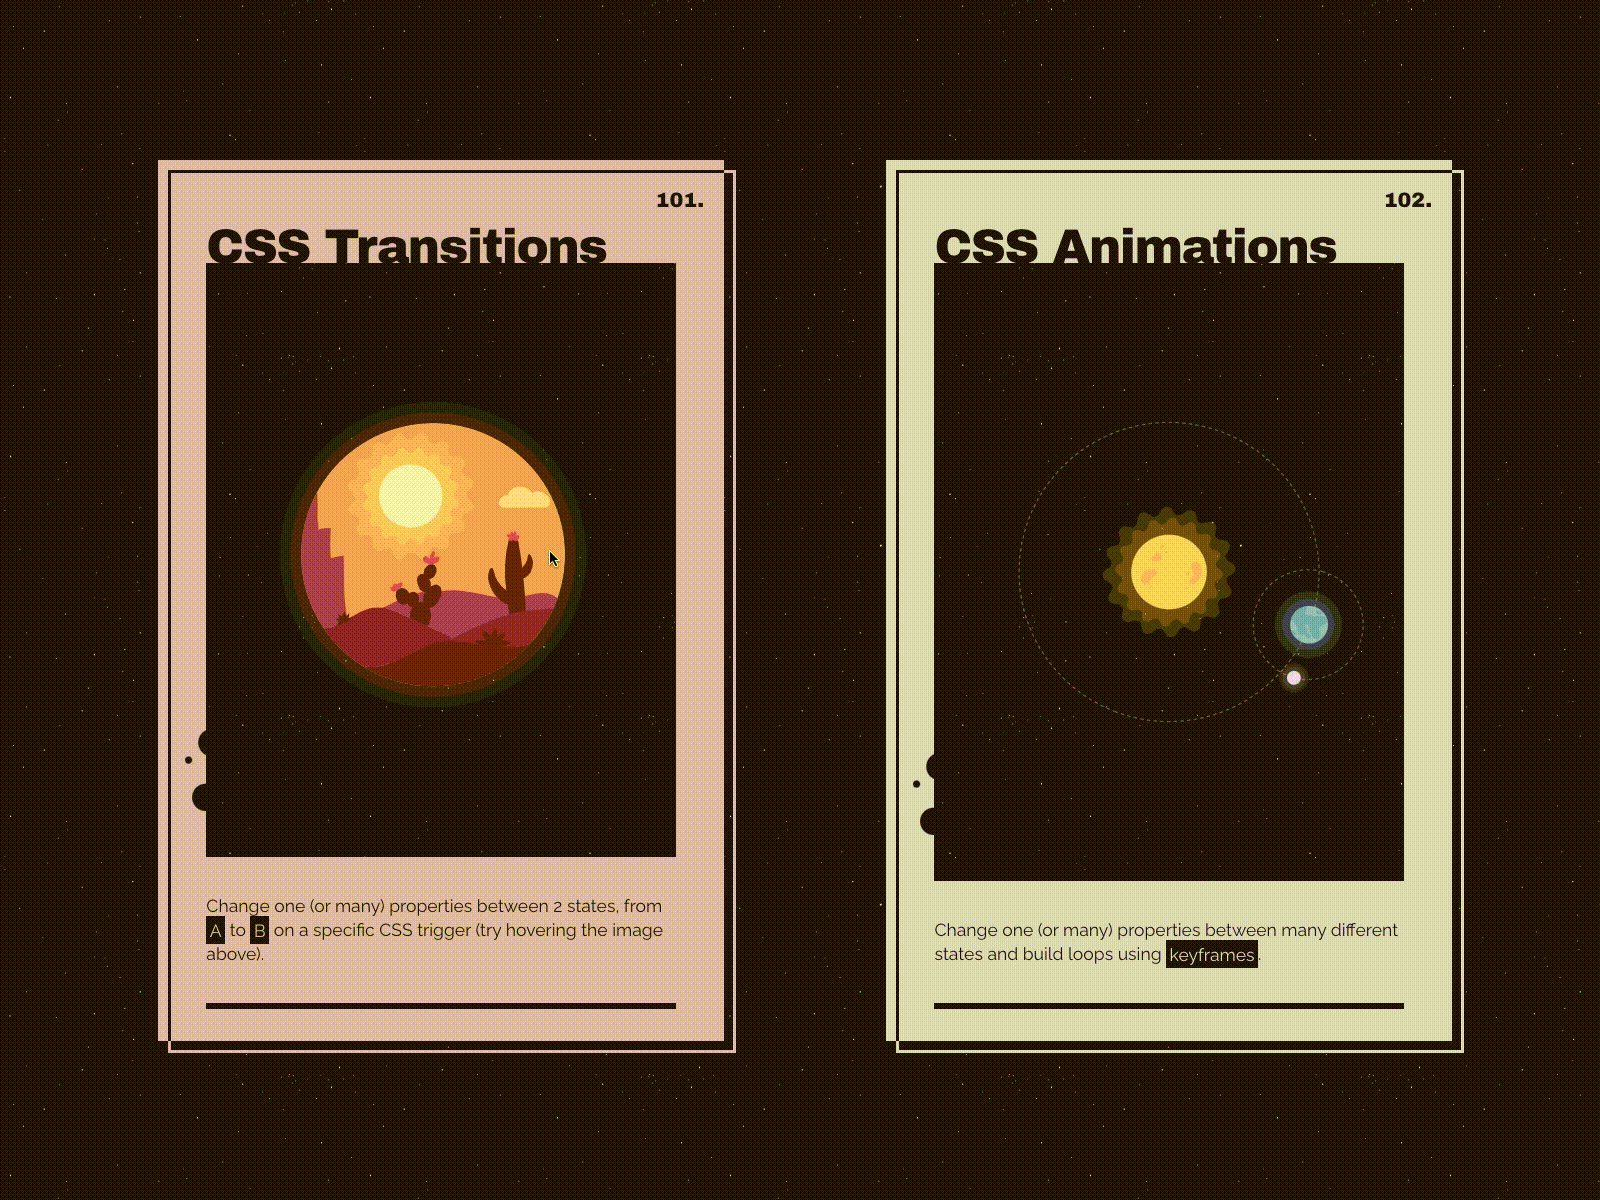 101.
CSS Transitions
Change one (or many) properties between 2 states, from
A to B on a specific CSS trigger (try hovering the image
above).
102.
CSS Animations
Change one (or many) properties between many different
states and build loops using keyframes.